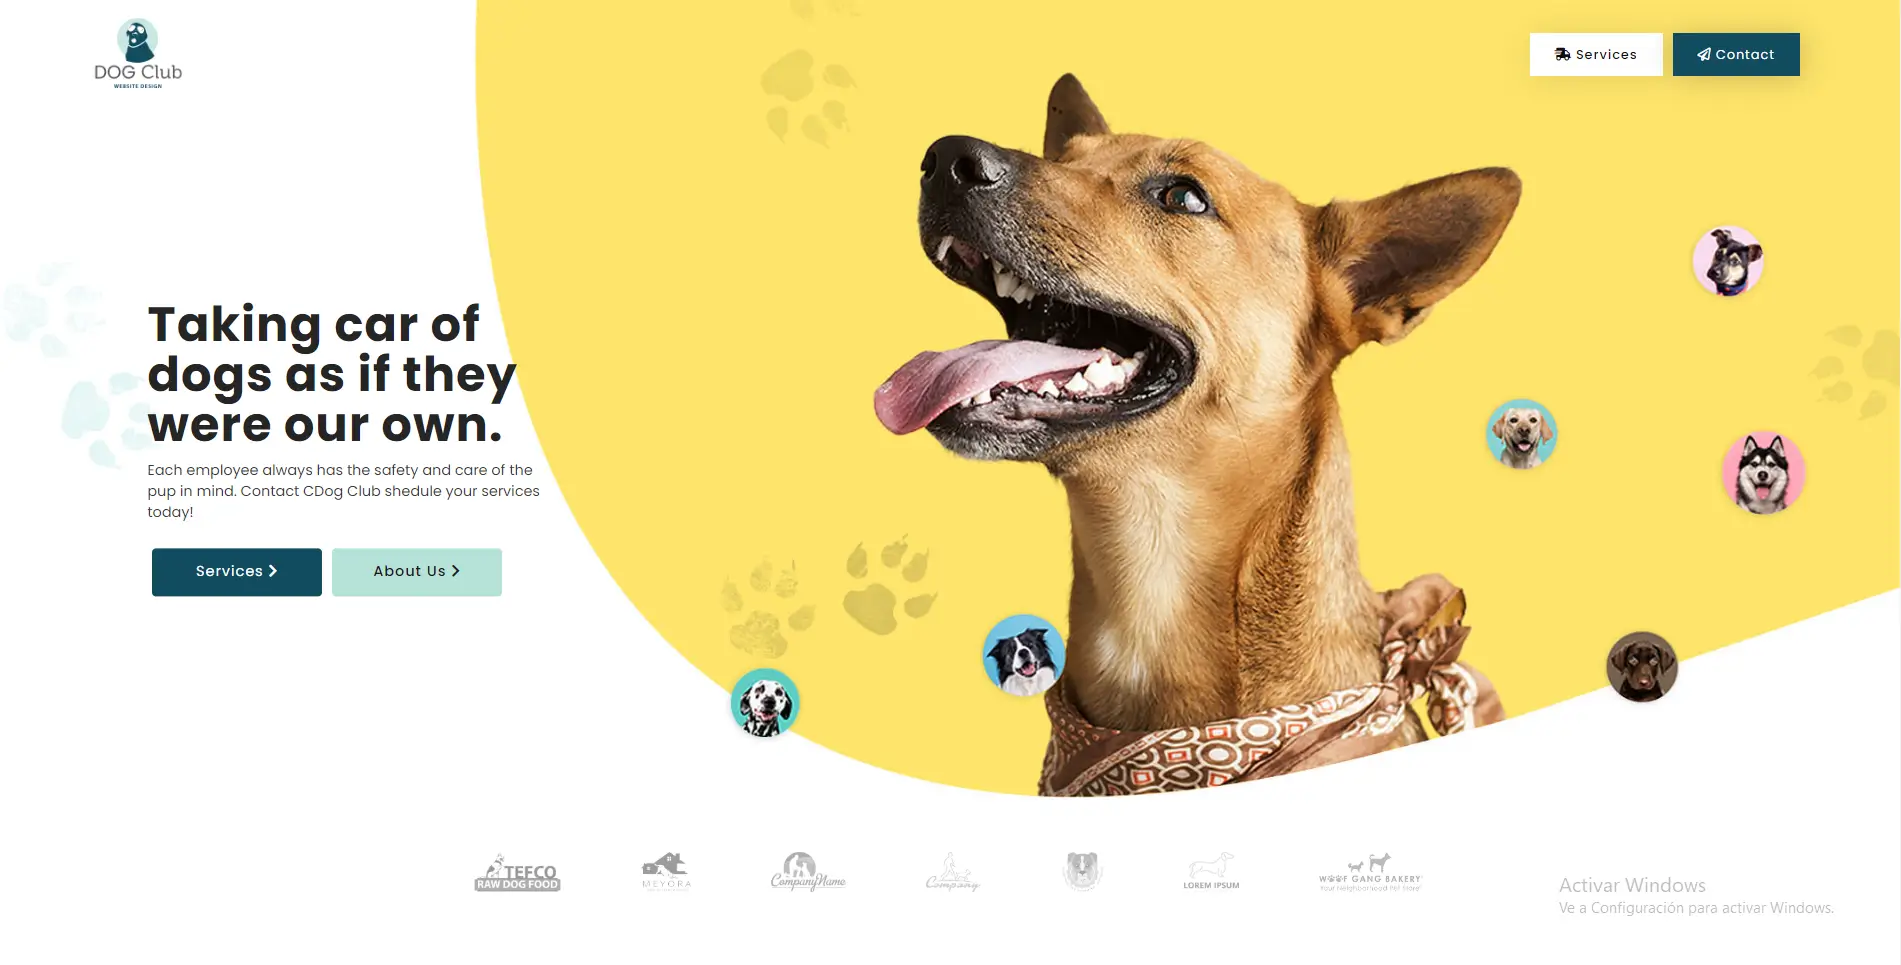 DOG Club
WEBSITE DESIGN
Services
Contact
Taking car of
dogs as if they
were our own.
Each employee always has the safety and care of the
pup in mind. Contact CDog Club shedule your services
today!
Services
About Us
TEFCO
RAW DOG FOOD
MEYORA
CompanyName
Company
LOREM IPSUM
WOOF GANG BAKERY
Your Neighborhood Pet Store
Activar Windows
Ve a Configuración para activar Windows.